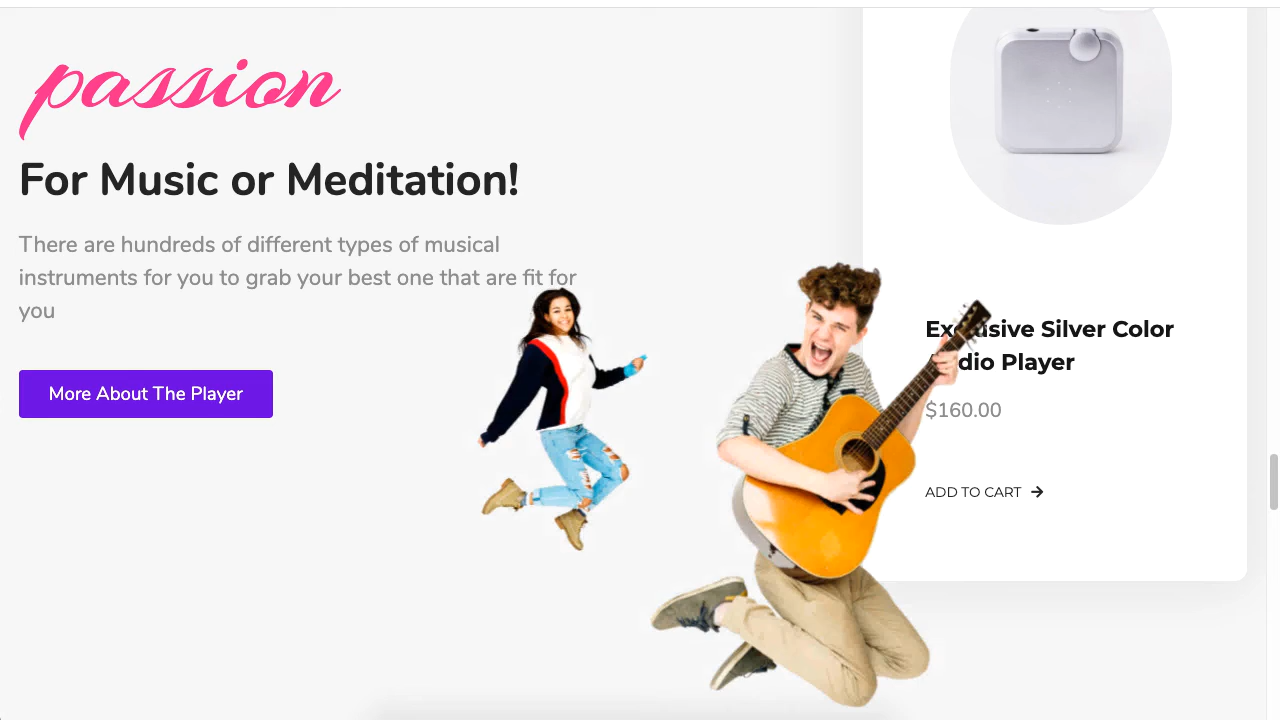 passion
For Music or Meditation!
There are hundreds of different types of musical
instruments for you to grab your best one that are fit for
you
More About The Player
Silver Color
Player
$160.00
ADD TO CART